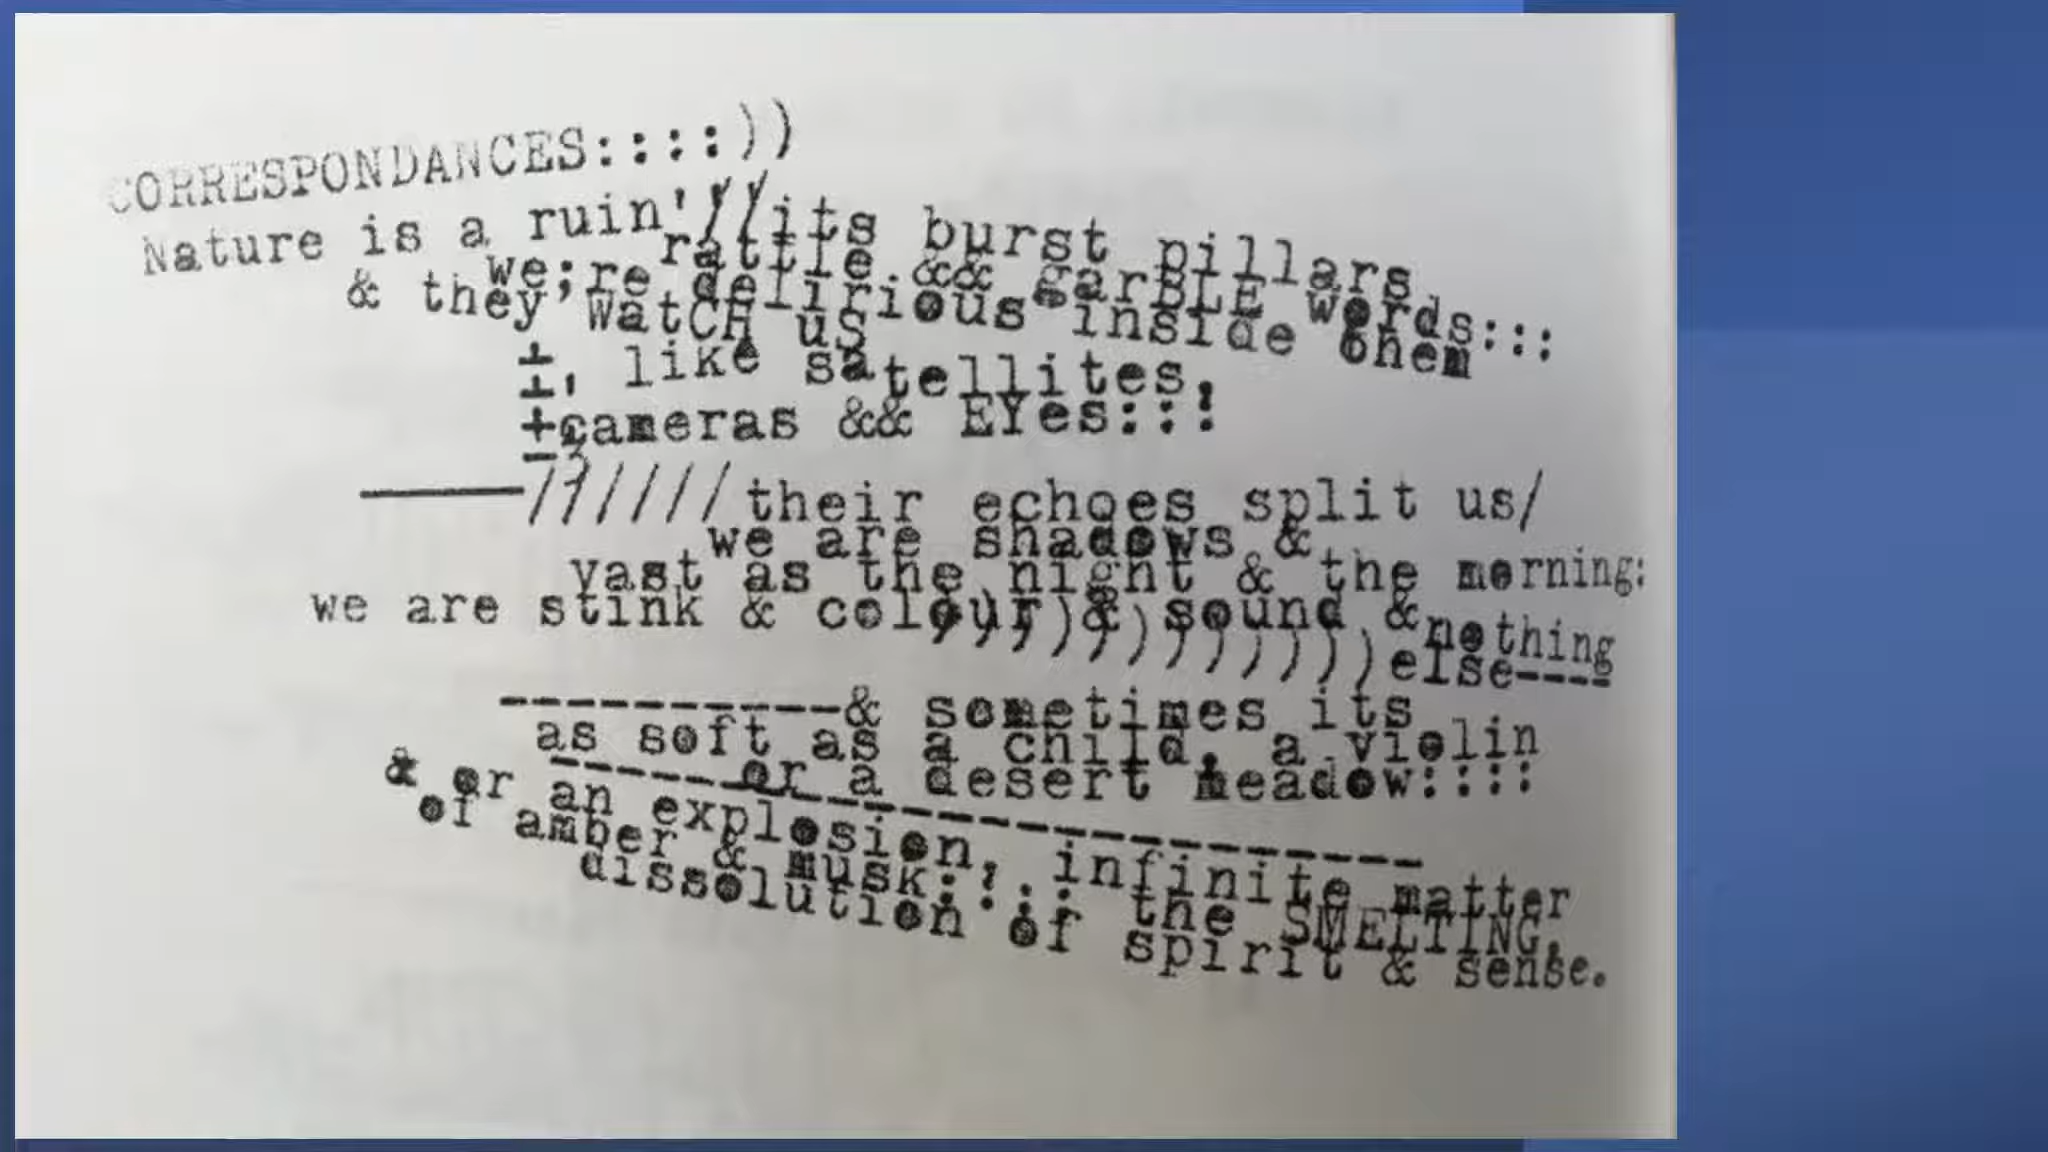 CORRESPONDANCES::::))
Nature is a ruin'//its burst pillars
rattle && garBLE words:::
we;re delirious inside them
& they WatCH uS
±, like satellites,
±,cameras && EYes:::
———//////their echoes split us/
we are shadows &
vast as the night & the morning:
we are stink & colour & sound & nothing
))))))))))))else----
---------& sometimes its
as soft as a child, a violin
or a desert meadow::::
-----------------------
& or an explosion, infinite matter
of amber & musk::.: the SMELTING,
dissolution of spirit & sense.